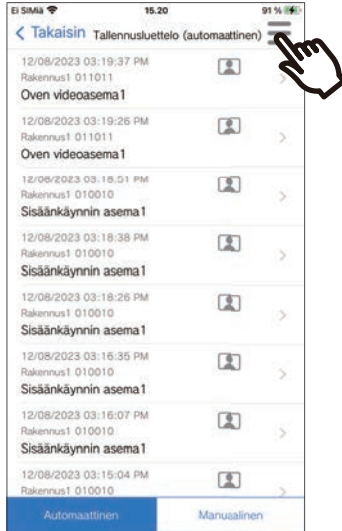 Ei SIMiä 15.20 91 %
Takaisin Tallennusluettelo (automaattinen)
12/08/2023 03:19:37 PM
Rakennus1 011011
Oven videoasema1
12/08/2023 03:19:26 PM
Rakennus1 011011
Oven videoasema1
12/08/2023 03:18:51 PM
Rakennus1 010010
Sisäänkäynnin asema1
12/08/2023 03:18:38 PM
Rakennus1 010010
Sisäänkäynnin asema1
12/08/2023 03:18:26 PM
Rakennus1 010010
Sisäänkäynnin asema1
12/08/2023 03:16:35 PM
Rakennus1 010010
Sisäänkäynnin asema1
12/08/2023 03:16:07 PM
Rakennus1 010010
Sisäänkäynnin asema1
12/08/2023 03:15:04 PM
Rakennus1 010010
Automaattinen Manuaalinen